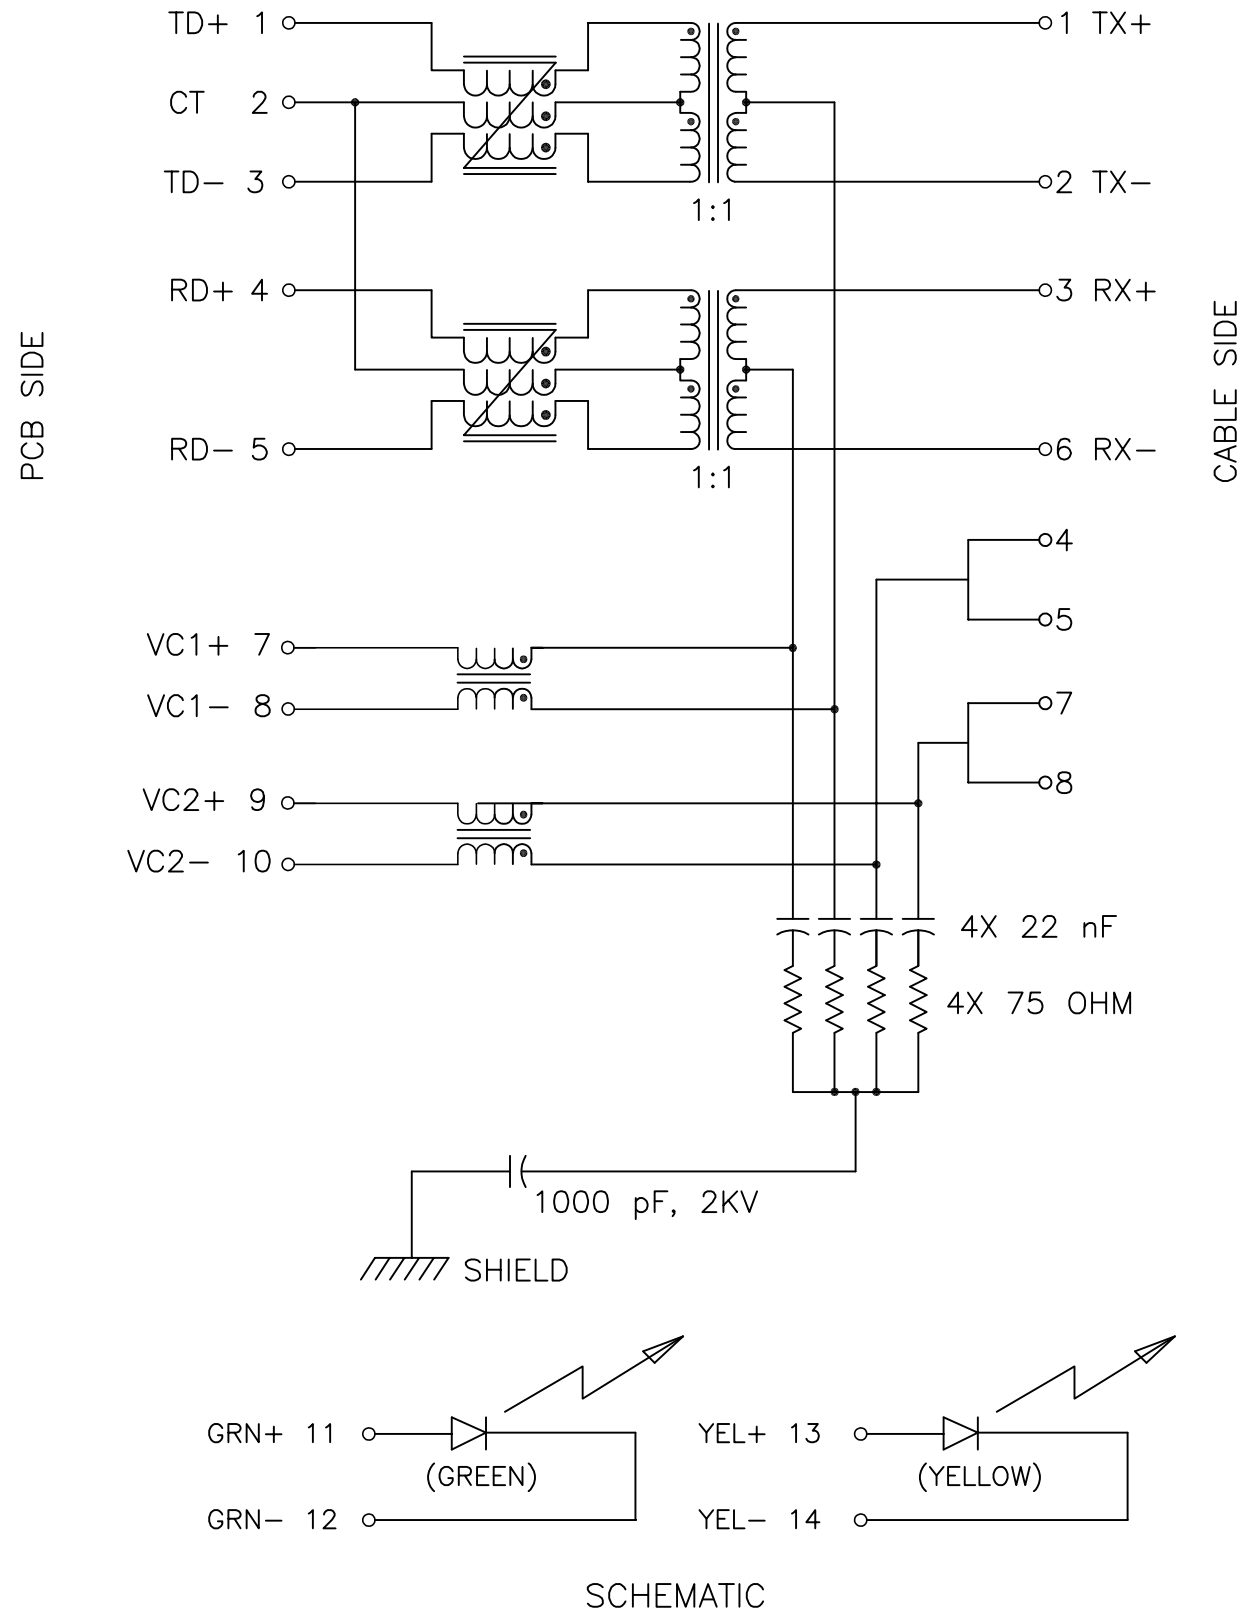 TD+ 1
1 TX+
CT 2
TD- 3
2 TX-
1:1
RD+ 4
3 RX+
PCB SIDE
CABLE SIDE
RD- 5
6 RX-
1:1
4
5
VC1+ 7
7
VC1- 8
8
VC2+ 9
VC2- 10
4X 22 nF
4X 75 OHM
1000 pF, 2KV
SHIELD
GRN+ 11
YEL+ 13
(GREEN)
(YELLOW)
GRN- 12
YEL- 14
SCHEMATIC